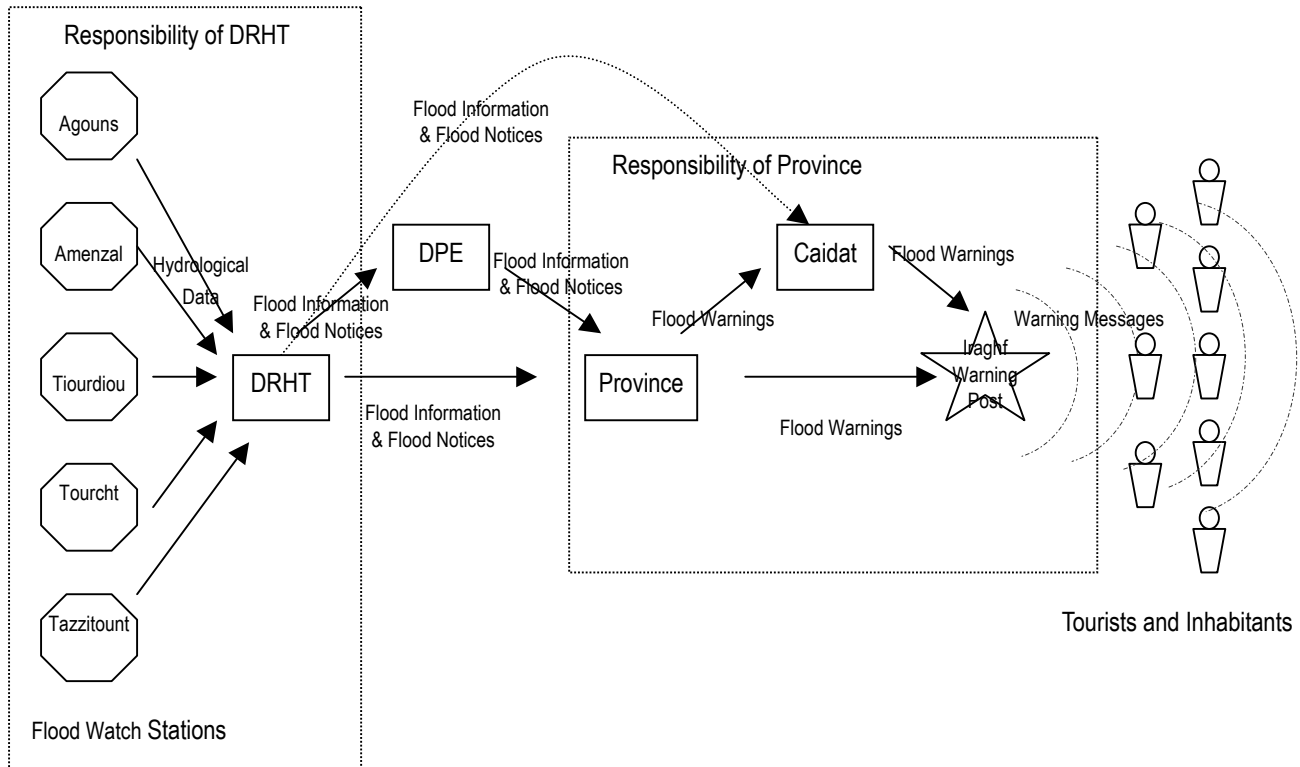 Responsibility of DRHT
Agouns
Amenzal
Hydrological
Data
Tiourdiou
Tourcht
Tazzitount
Flood Watch Stations
DRHT
Flood Information
& Flood Notices
Flood Information
& Flood Notices
DPE
Flood Information
& Flood Notices
Flood Information
& Flood Notices
Responsibility of Province
Province
Flood Warnings
Caidat
Flood Warnings
Flood Warnings
Iraghf
Warning
Post
Warning Messages
Tourists and Inhabitants